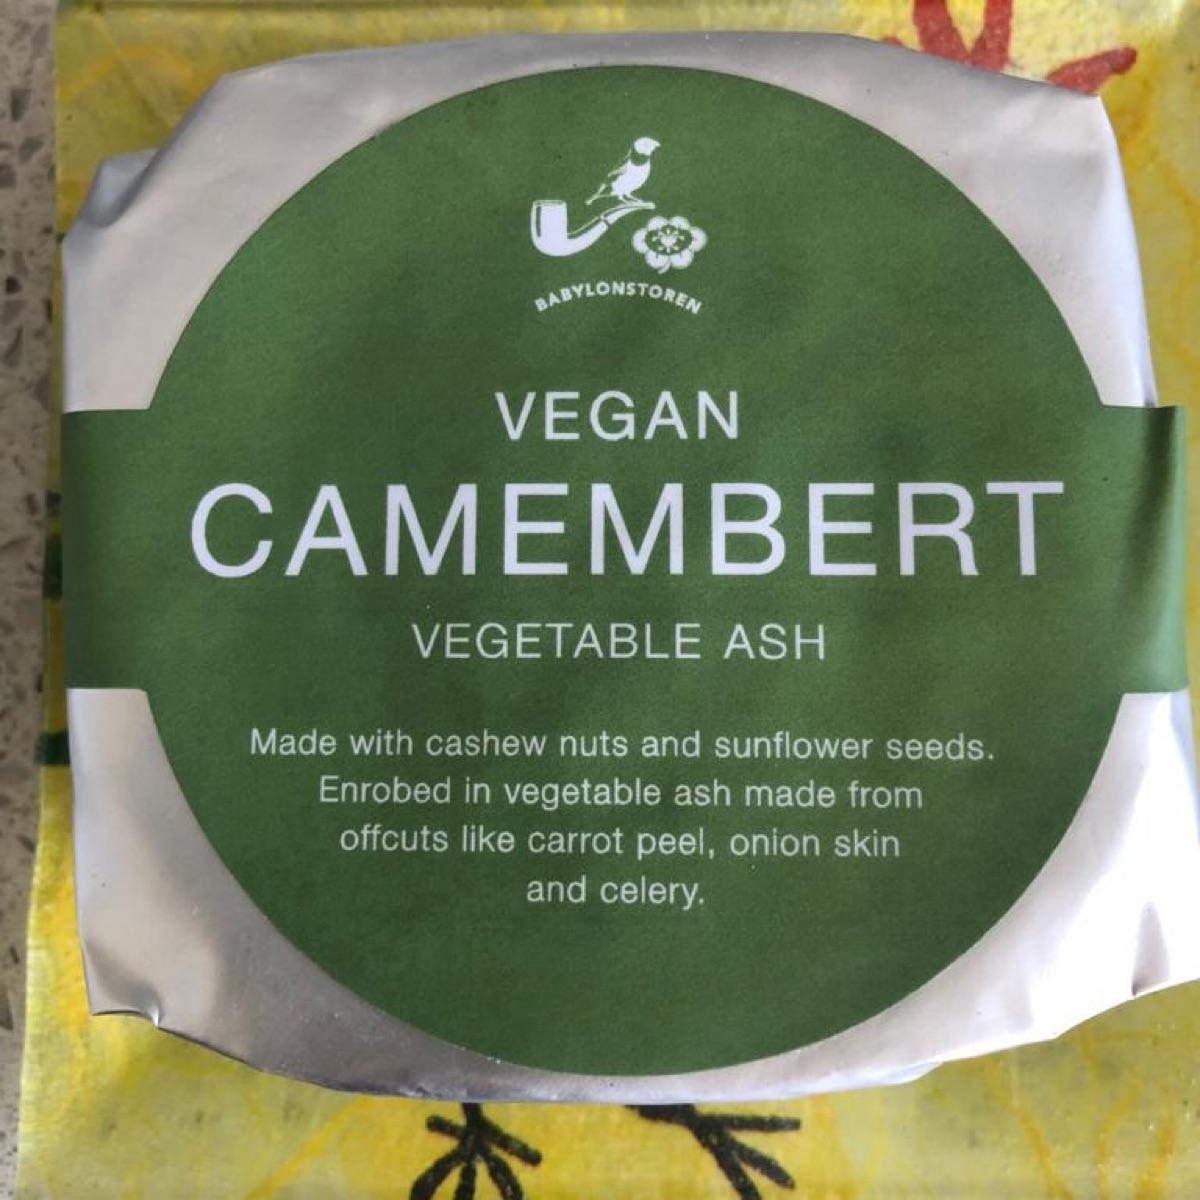 BABYLONSTOREN
VEGAN
CAMEMBERT
VEGETABLE ASH
Made with cashew nuts and sunflower seeds.
Enrobed in vegetable ash made from
offcuts like carrot peel, onion skin
and celery.